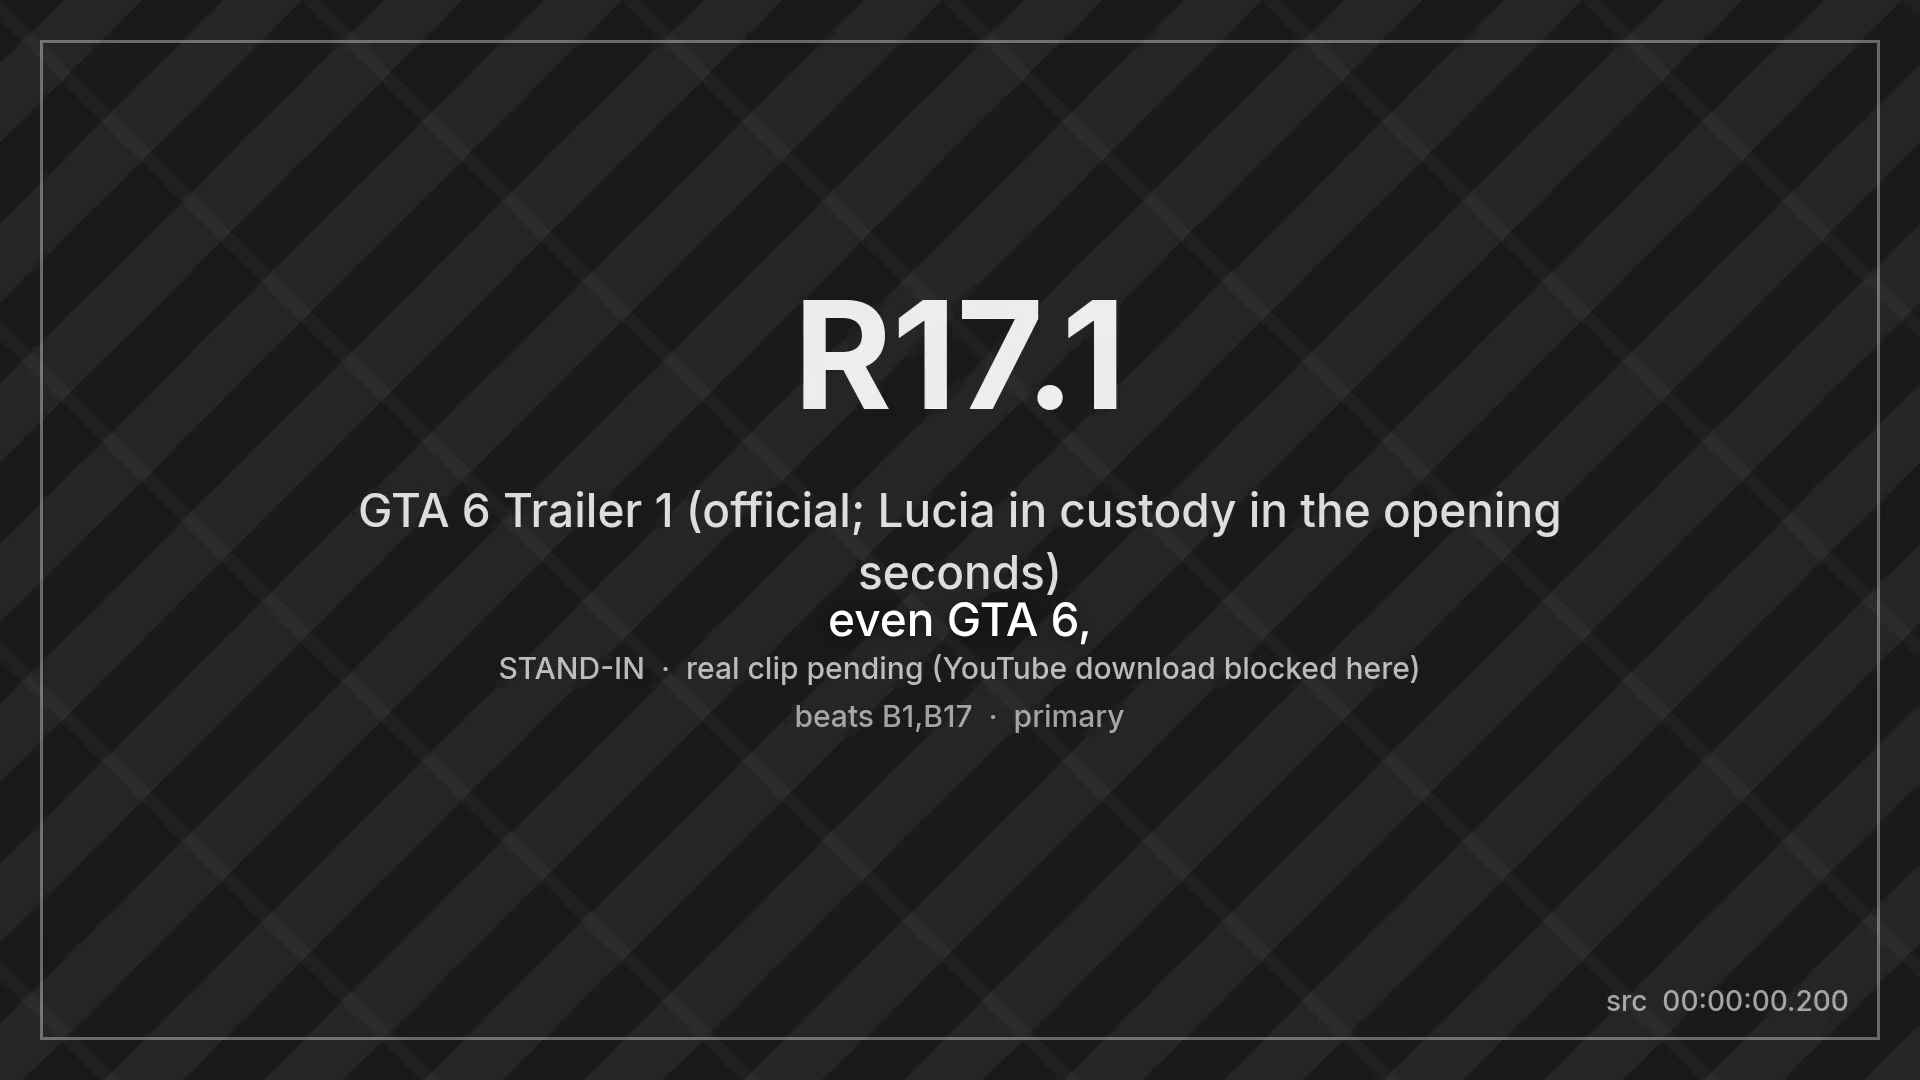 R17.1
GTA 6 Trailer 1 (official; Lucia in custody in the opening
seconds)
even GTA 6,
STAND-IN · real clip pending (YouTube download blocked here)
beats B1,B17 · primary
src 00:00:00.200